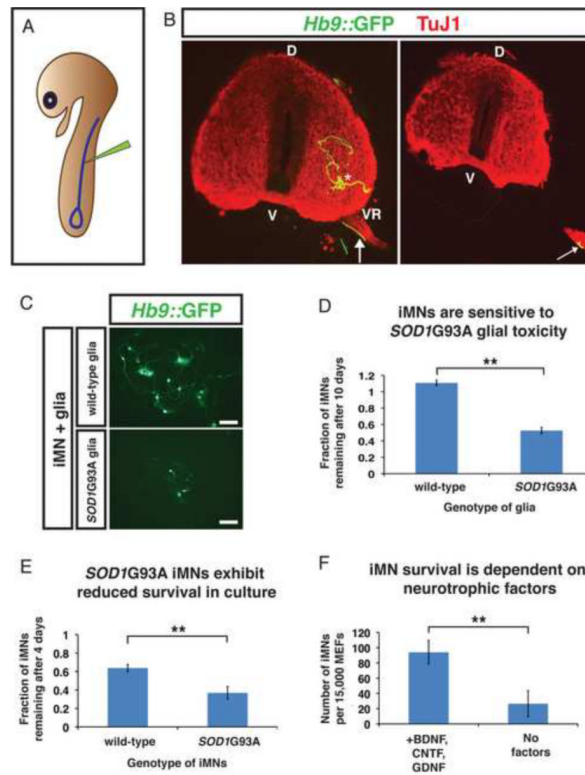 A
B
Hb9::GFP TuJ1
D
*
V
VR
D
V
C
Hb9::GFP
iMN + glia
wild-type glia
SOD1G93A glia
D
iMNs are sensitive to
SOD1G93A glial toxicity
**
Fraction of iMNs
remaining after 10 days
1.2
1
0.8
0.6
0.4
0.2
0
wild-type
SOD1G93A
Genotype of glia
E
SOD1G93A iMNs exhibit
reduced survival in culture
**
Fraction of iMNs
remaining after 4 days
1
0.8
0.6
0.4
0.2
0
wild-type
SOD1G93A
Genotype of iMNs
F
iMN survival is dependent on
neurotrophic factors
**
Number of iMNs
per 15,000 MEFs
120
100
80
60
40
20
0
+BDNF,
CNTF,
GDNF
No
factors